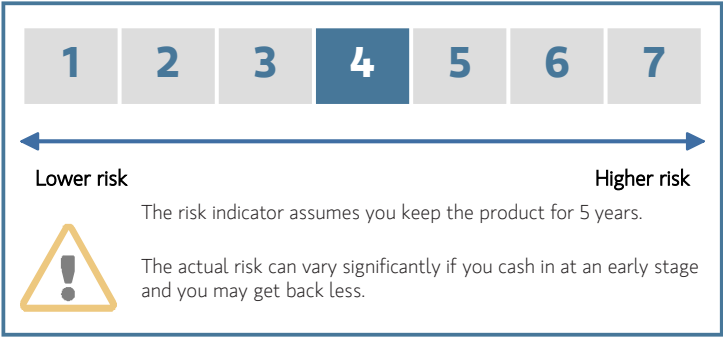 1 2 3 4 5 6 7
Lower risk Higher risk
The risk indicator assumes you keep the product for 5 years.
The actual risk can vary significantly if you cash in at an early stage
and you may get back less.